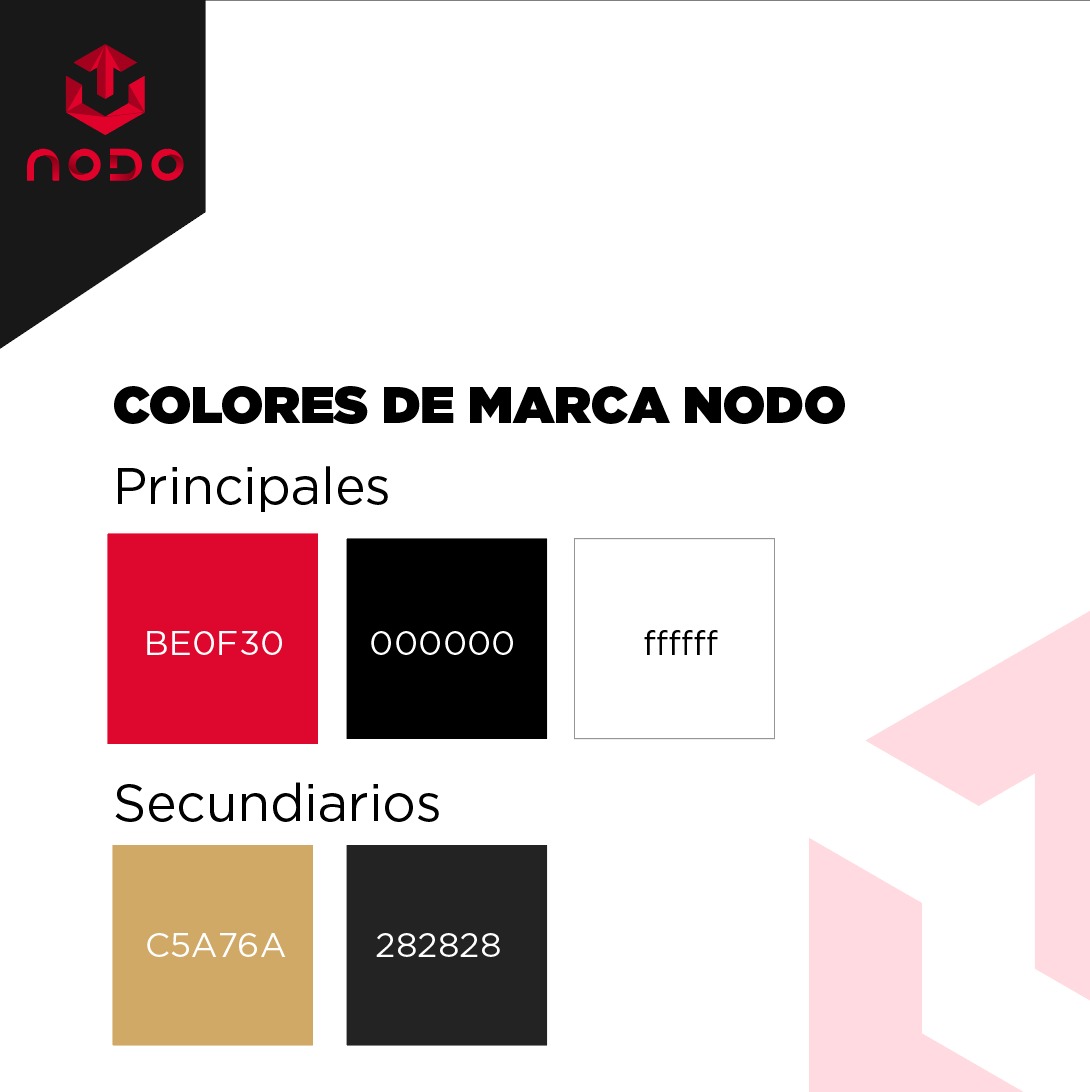 nodo
COLORES DE MARCA NODO
Principales
BE0F30
000000
ffffff
Secundiarios
C5A76A
282828